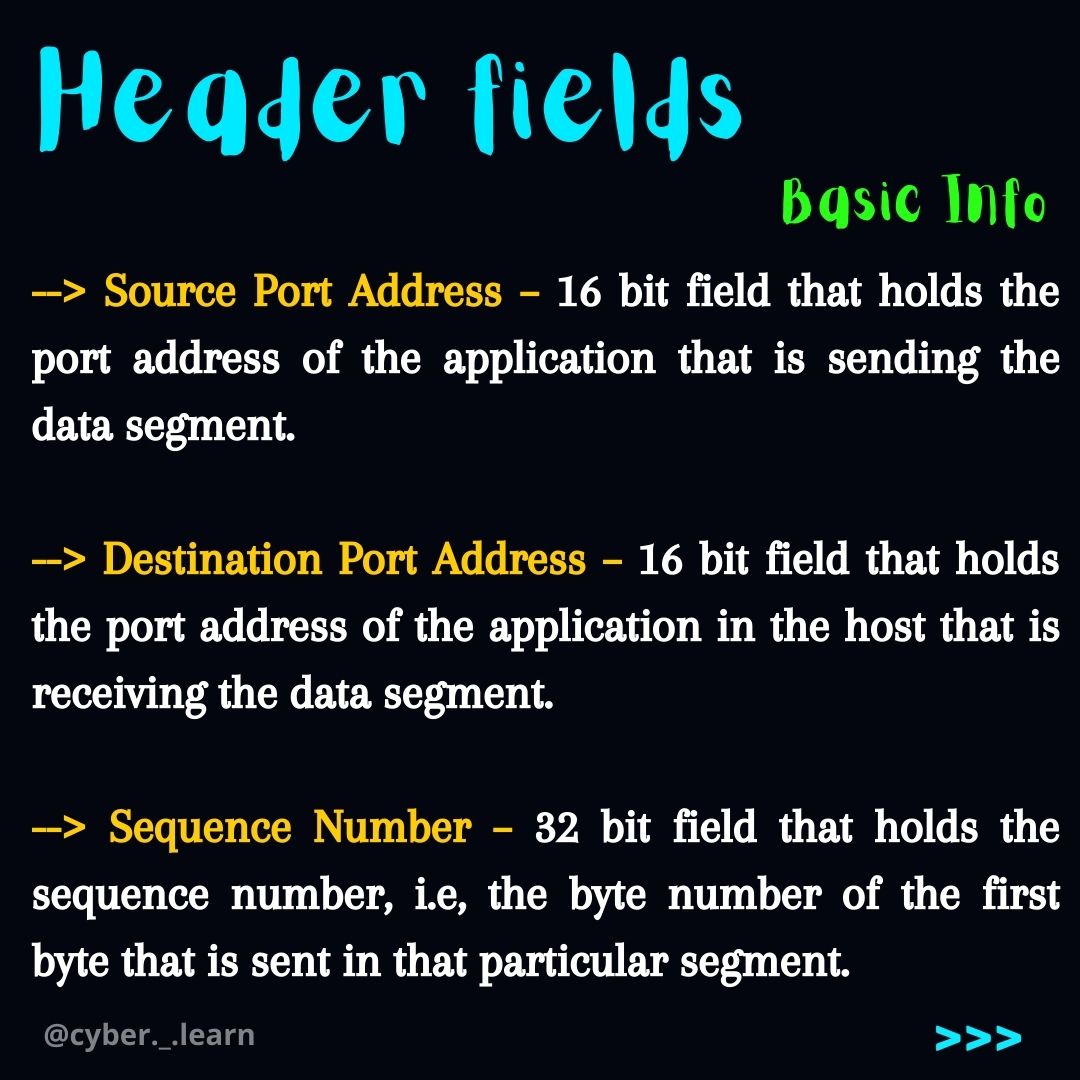 Header fields
Basic Info
--> Source Port Address – 16 bit field that holds the
port address of the application that is sending the
data segment.
--> Destination Port Address – 16 bit field that holds
the port address of the application in the host that is
receiving the data segment.
--> Sequence Number – 32 bit field that holds the
sequence number, i.e, the byte number of the first
byte that is sent in that particular segment.
@cyber._.learn
>>>